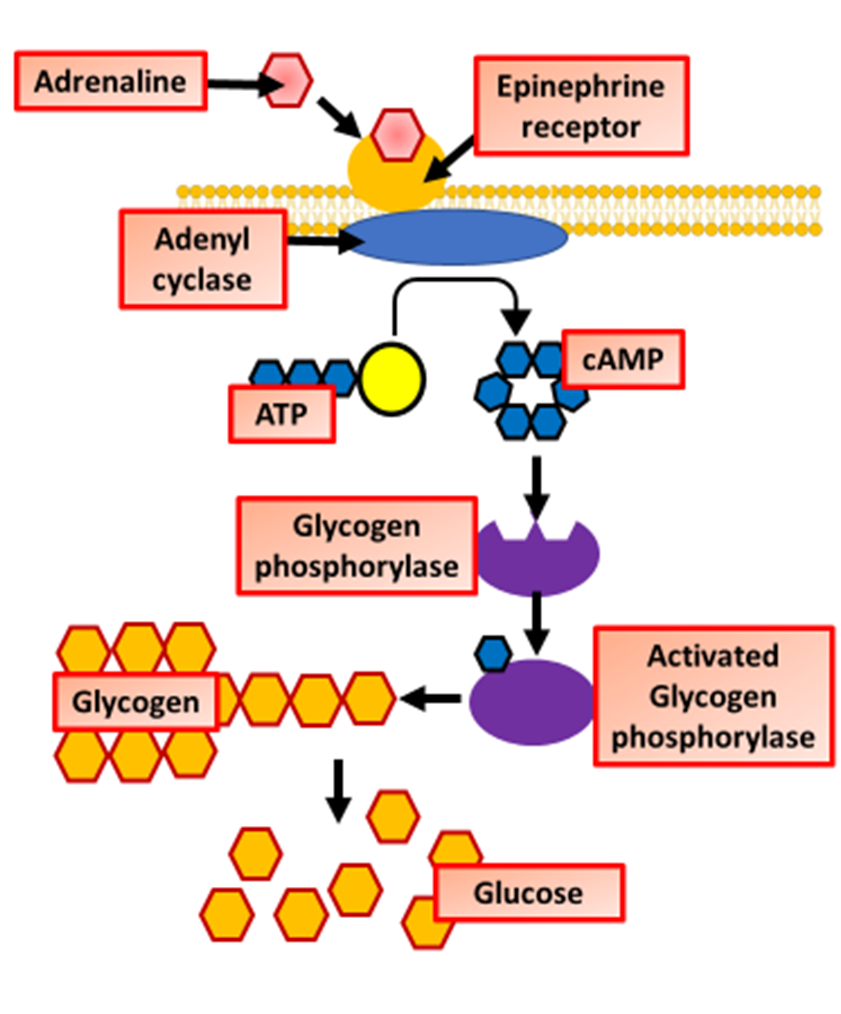 Adrenaline
Epinephrine
receptor
Adenyl
cyclase
cAMP
ATP
Glycogen
phosphorylase
Activated
Glycogen
phosphorylase
Glycogen
Glucose